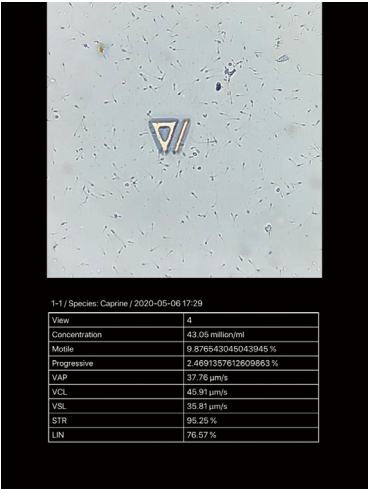 1-1 / Species: Caprine / 2020-05-06 17:29
View 4
Concentration 43.05 million/ml
Motile 9.876543045043945 %
Progressive 2.4691357612609863 %
VAP 37.76 µm/s
VCL 45.91 µm/s
VSL 35.81 µm/s
STR 95.25 %
LIN 76.57 %